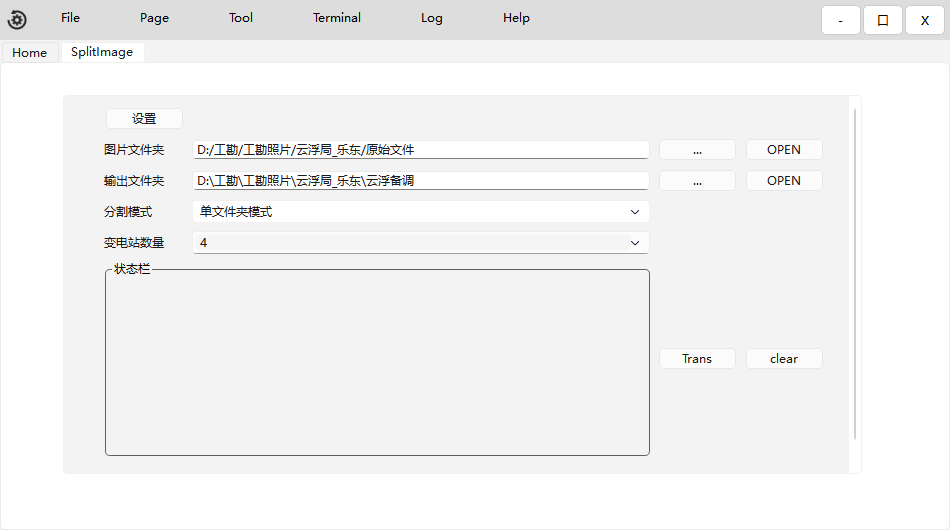 File Page Tool Terminal Log Help - 口 X
Home SplitImage
设置
图片文件夹 D:/工勘/工勘照片/云浮局_乐东/原始文件 ... OPEN
输出文件夹 D:\工勘\工勘照片\云浮局_乐东\云浮备调 ... OPEN
分割模式 单文件夹模式
变电站数量 4
状态栏
Trans clear